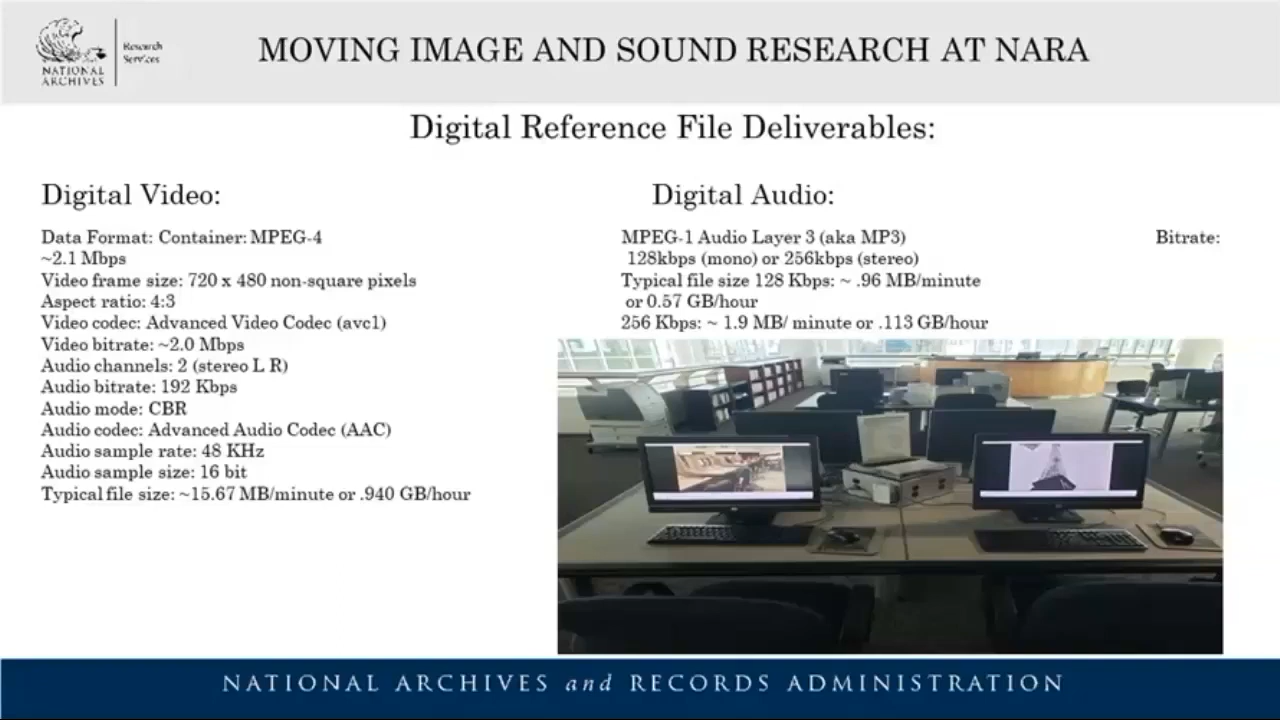 NATIONAL
ARCHIVES
Research
Services
MOVING IMAGE AND SOUND RESEARCH AT NARA
Digital Reference File Deliverables:
Digital Video:
Data Format: Container: MPEG-4
~2.1 Mbps
Video frame size: 720 x 480 non-square pixels
Aspect ratio: 4:3
Video codec: Advanced Video Codec (avc1)
Video bitrate: ~2.0 Mbps
Audio channels: 2 (stereo L R)
Audio bitrate: 192 Kbps
Audio mode: CBR
Audio codec: Advanced Audio Codec (AAC)
Audio sample rate: 48 KHz
Audio sample size: 16 bit
Typical file size: ~15.67 MB/minute or .940 GB/hour
Digital Audio:
MPEG-1 Audio Layer 3 (aka MP3) Bitrate:
128kbps (mono) or 256kbps (stereo)
Typical file size 128 Kbps: ~ .96 MB/minute
or 0.57 GB/hour
256 Kbps: ~ 1.9 MB/ minute or .113 GB/hour
NATIONAL ARCHIVES and RECORDS ADMINISTRATION